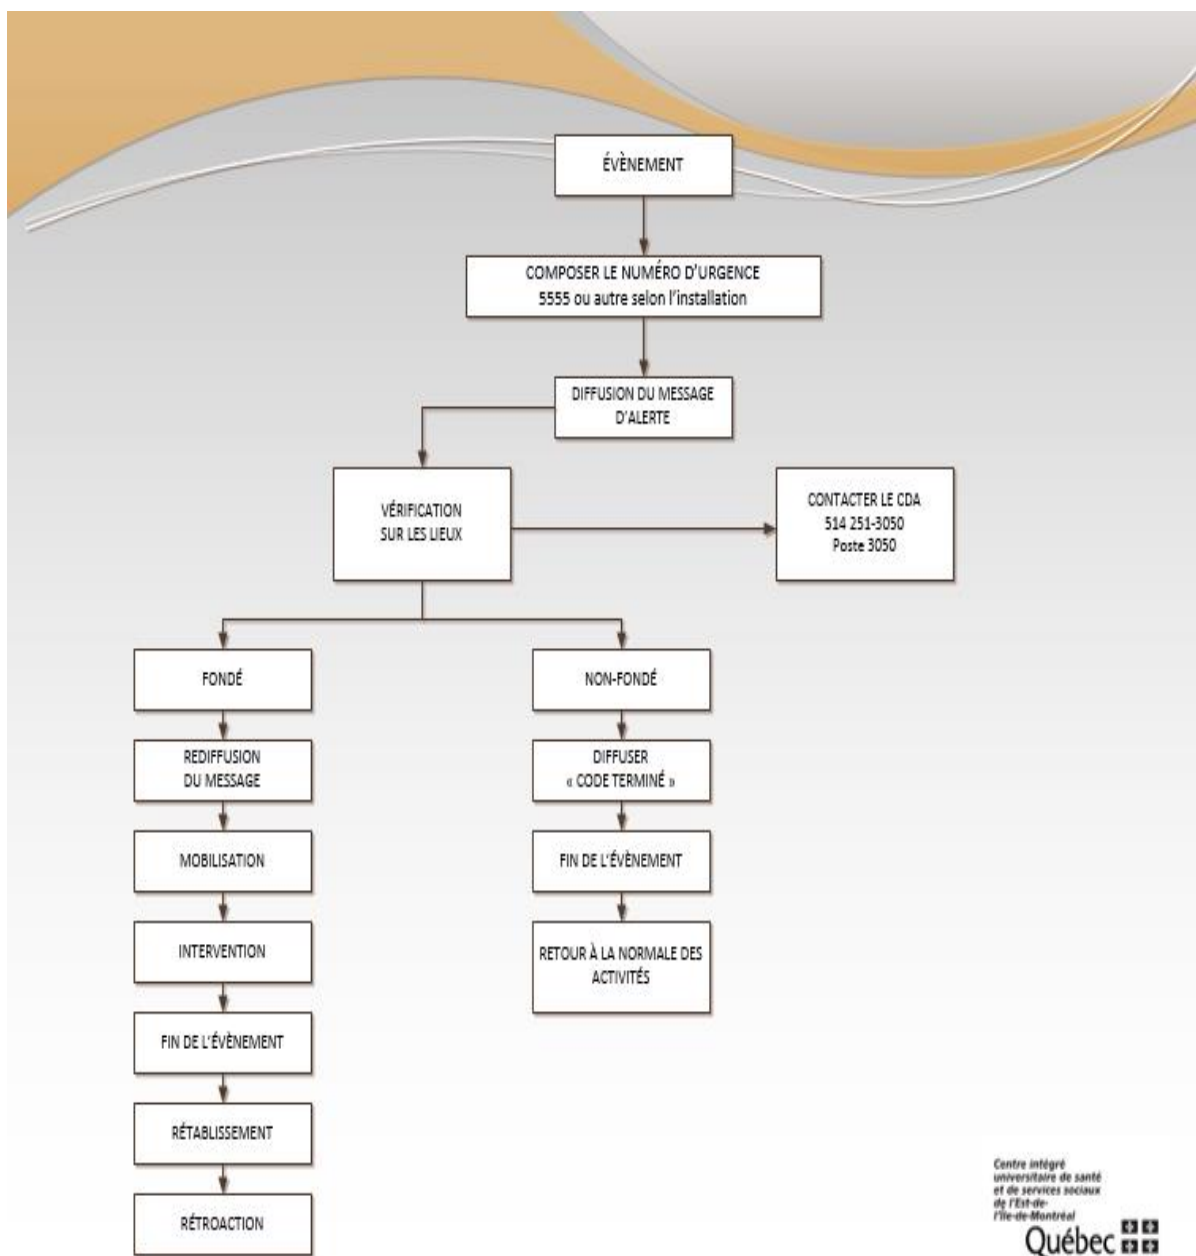 ÉVÈNEMENT
COMPOSER LE NUMÉRO D'URGENCE
5555 ou autre selon l'installation
DIFFUSION DU MESSAGE
D'ALERTE
VÉRIFICATION
SUR LES LIEUX
CONTACTER LE CDA
514 251-3050
Poste 3050
FONDÉ
REDIFFUSION
DU MESSAGE
MOBILISATION
INTERVENTION
FIN DE L'ÉVÈNEMENT
RÉTABLISSEMENT
RÉTROACTION
NON-FONDÉ
DIFFUSER
« CODE TERMINÉ »
FIN DE L'ÉVÈNEMENT
RETOUR À LA NORMALE DES
ACTIVITÉS
Centre intégré
universitaire de santé
et de services sociaux
de l'Est-de-
l'Île-de-Montréal
Québec